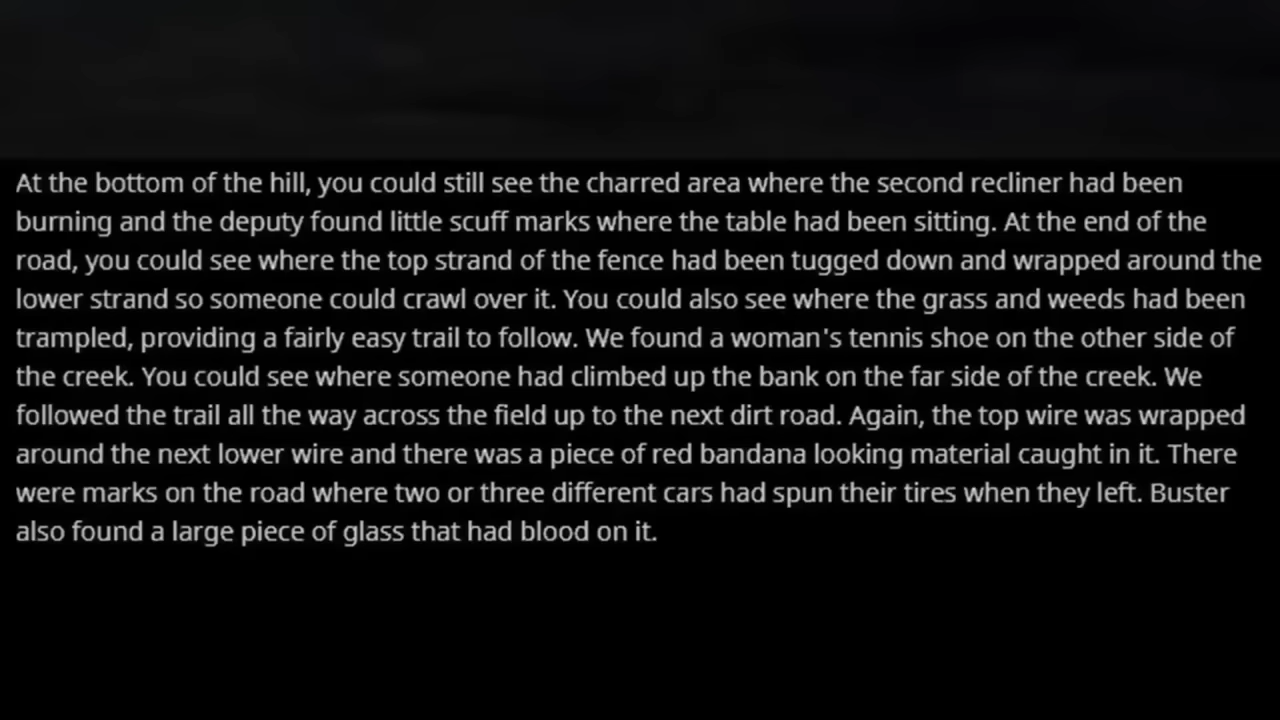 At the bottom of the hill, you could still see the charred area where the second recliner had been
burning and the deputy found little scuff marks where the table had been sitting. At the end of the
road, you could see where the top strand of the fence had been tugged down and wrapped around the
lower strand so someone could crawl over it. You could also see where the grass and weeds had been
trampled, providing a fairly easy trail to follow. We found a woman's tennis shoe on the other side of
the creek. You could see where someone had climbed up the bank on the far side of the creek. We
followed the trail all the way across the field up to the next dirt road. Again, the top wire was wrapped
around the next lower wire and there was a piece of red bandana looking material caught in it. There
were marks on the road where two or three different cars had spun their tires when they left. Buster
also found a large piece of glass that had blood on it.